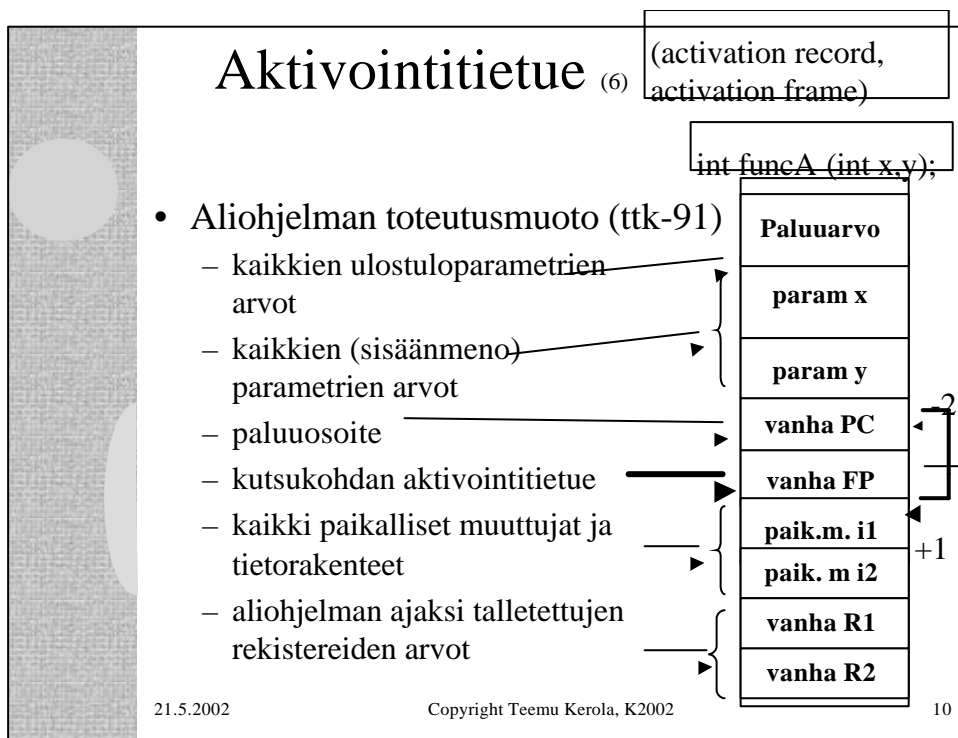 Aktivointitietue (6)
(activation record,
activation frame)
int funcA (int x,y);
• Aliohjelman toteutusmuoto (ttk-91)
– kaikkien ulostuloparametrien
arvot
– kaikkien (sisäänmeno)
parametrien arvot
– paluuosoite
– kutsukohdan aktivointitietue
– kaikki paikalliset muuttujat ja
tietorakenteet
– aliohjelman ajaksi talletettujen
rekistereiden arvot
Paluuarvo
param x
param y
-2
vanha PC
vanha FP
paik.m. i1
+1
paik. m i2
vanha R1
vanha R2
21.5.2002
Copyright Teemu Kerola, K2002
10